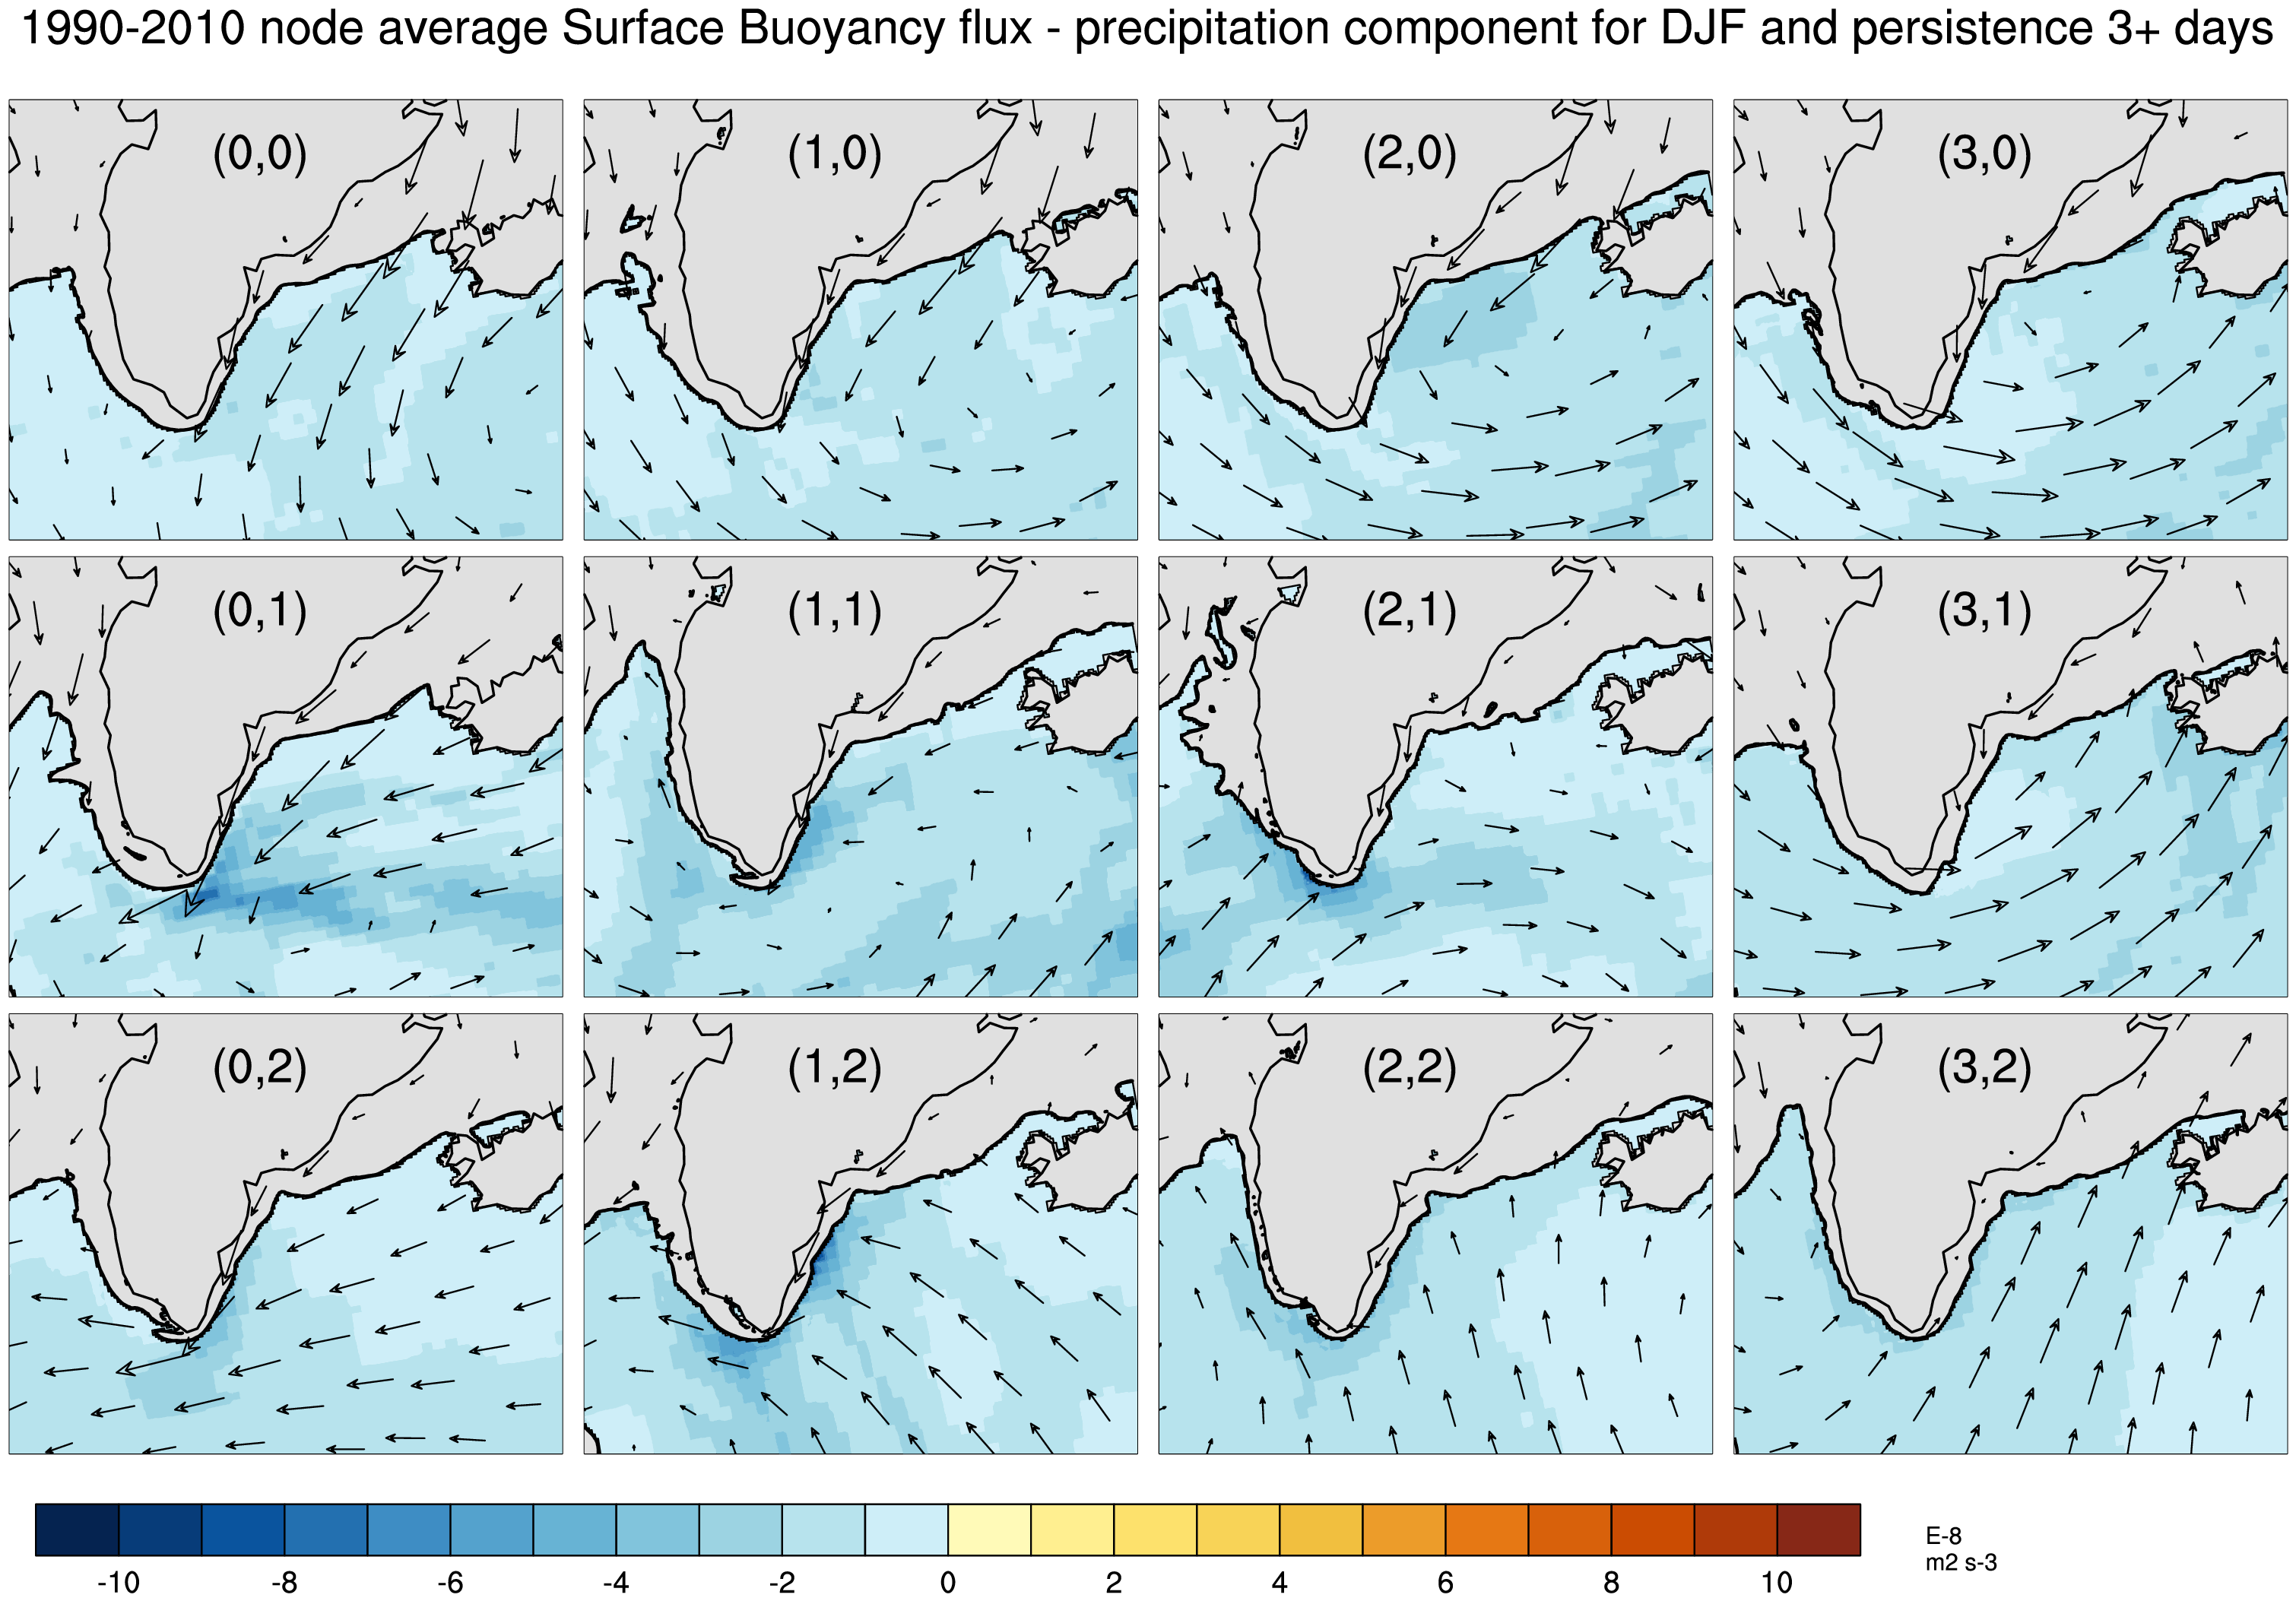 1990-2010 node average Surface Buoyancy flux - precipitation component for DJF and persistence 3+ days
(0,0) (1,0) (2,0) (3,0)
(0,1) (1,1) (2,1) (3,1)
(0,2) (1,2) (2,2) (3,2)
-10 -8 -6 -4 -2 0 2 4 6 8 10
E-8
m2 s-3